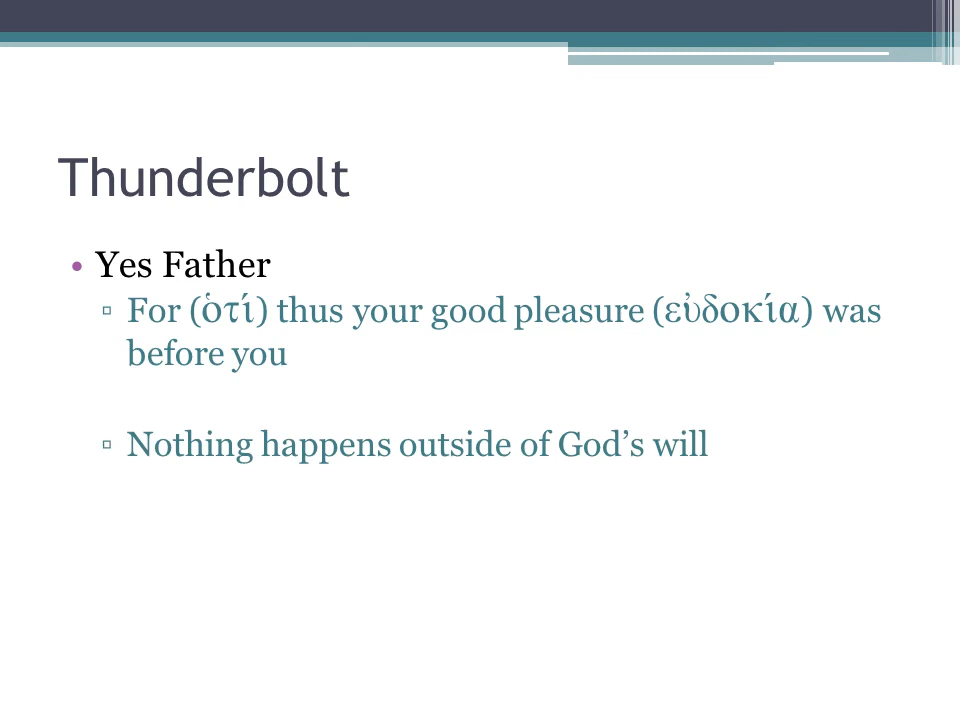 Thunderbolt
• Yes Father
▫ For (ὁτί) thus your good pleasure (εὐδοκία) was
before you
▫ Nothing happens outside of God’s will